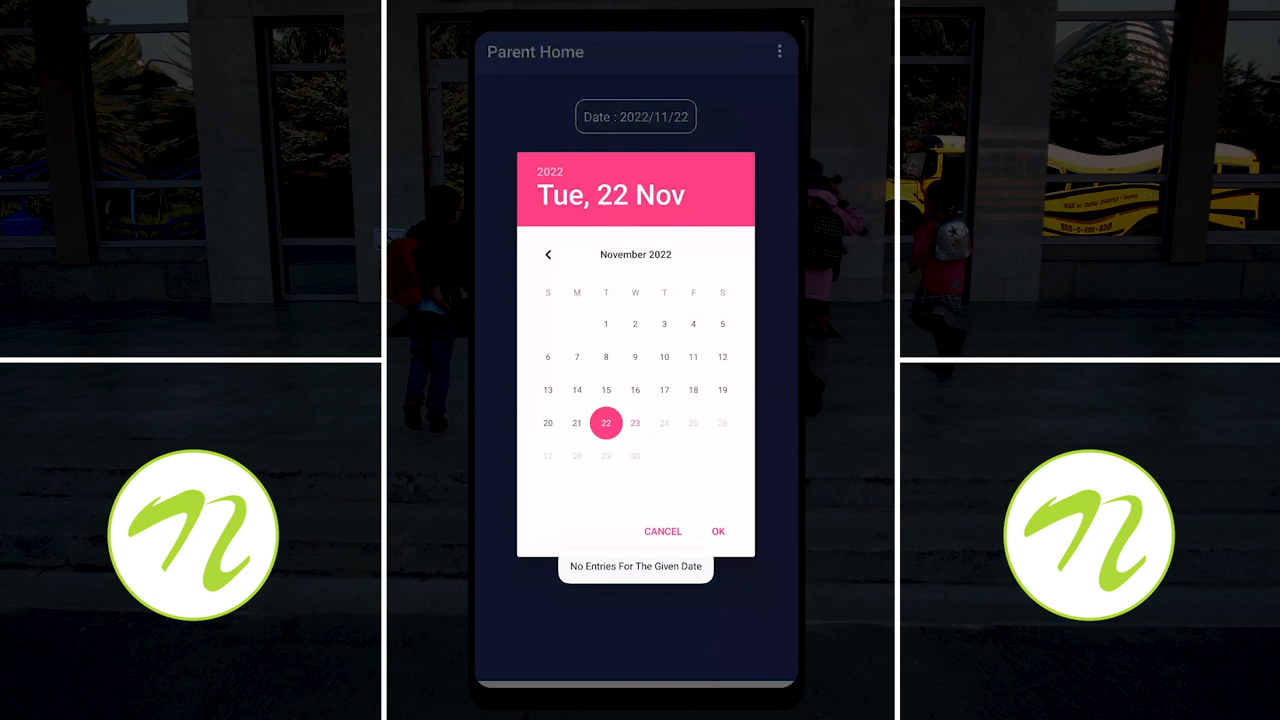 Parent Home
Date : 2022/11/22
2022
Tue, 22 Nov
November 2022
S M T W T F S
1 2 3 4 5
6 7 8 9 10 11 12
13 14 15 16 17 18 19
20 21 22 23 24 25 26
27 28 29 30
CANCEL OK
No Entries For The Given Date